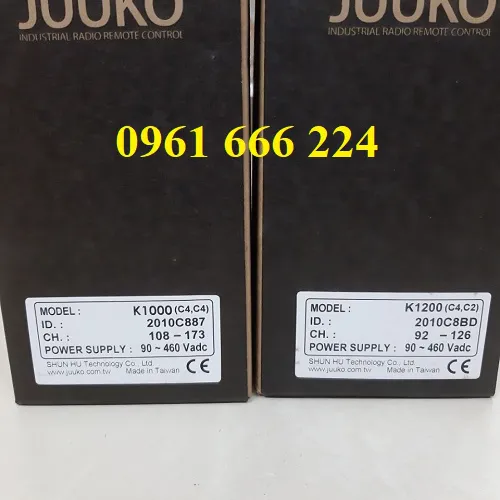 JUUKO
INDUSTRIAL RADIO REMOTE CONTROL
JUUKO
INDUSTRIAL RADIO REMOTE CONTROL
0961 666 224
MODEL : K1000 (C4,C4)
ID. : 2010C887
CH. : 108 – 173
POWER SUPPLY : 90 ~ 460 Vadc
SHUN HU Technology Co., Ltd.
www.juuko.com.tw Made in Taiwan CE
MODEL : K1200 (C4,C2)
ID. : 2010C8BD
CH. : 92 – 126
POWER SUPPLY : 90 ~ 460 Vadc
SHUN HU Technology Co., Ltd.
www.juuko.com.tw Made in Taiwan CE